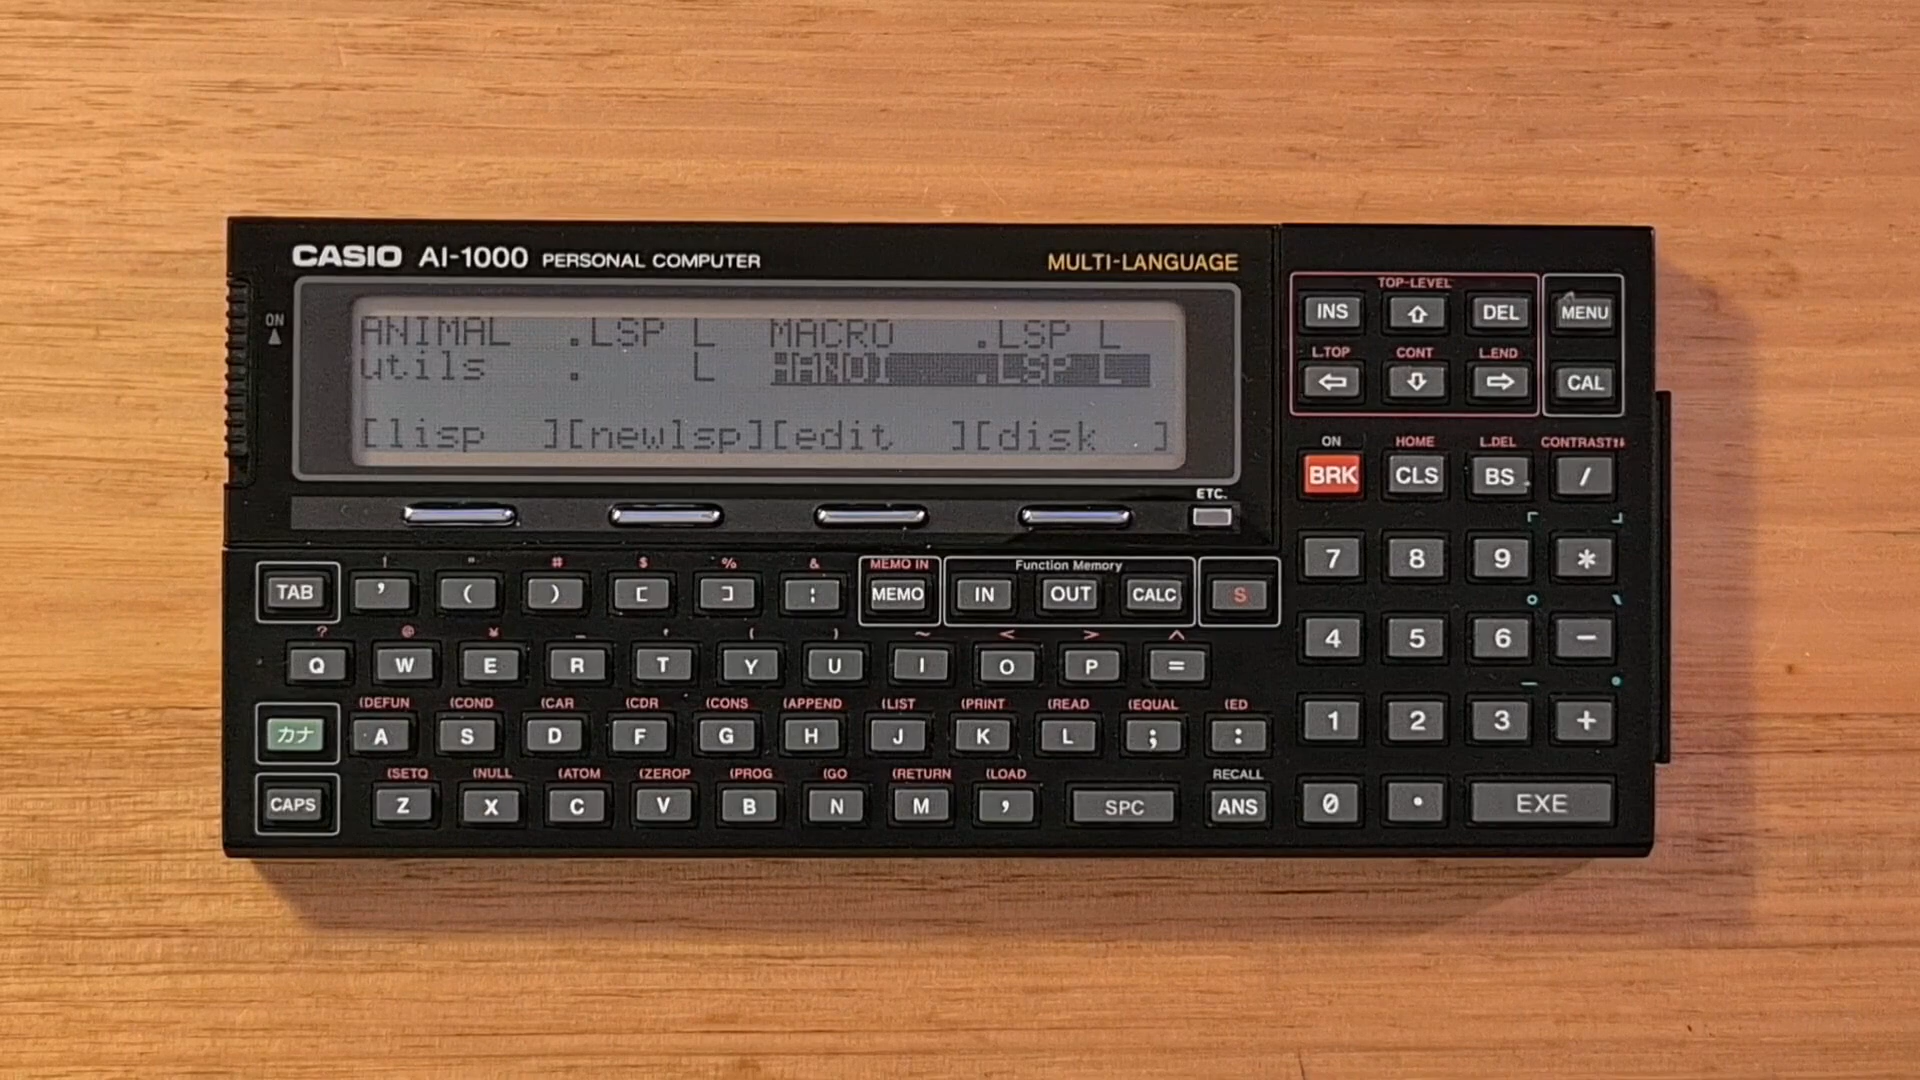 CASIO AI-1000 PERSONAL COMPUTER MULTI-LANGUAGE
ON
ANIMAL .LSP L MACRO .LSP L
utils . L HANOI .LSP L
[lisp ][newlsp][edit ][disk ]
ETC.
TOP-LEVEL
INS DEL MENU
L.TOP CONT L.END
CAL
ON HOME L.DEL CONTRAST
BRK CLS BS /
7 8 9 *
4 5 6 -
1 2 3 +
0 . EXE
! " # $ % & MEMO IN Function Memory
TAB ' ( ) [ ] ¦ MEMO IN OUT CALC S
? @ ¥ _ { } ~ < > ^
Q W E R T Y U I O P =
(DEFUN (COND (CAR (CDR (CONS (APPEND (LIST (PRINT (READ (EQUAL (ED
カナ A S D F G H J K L ; :
(SETQ (NULL (ATOM (ZEROP (PROG (GO (RETURN (LOAD RECALL
CAPS Z X C V B N M , SPC ANS